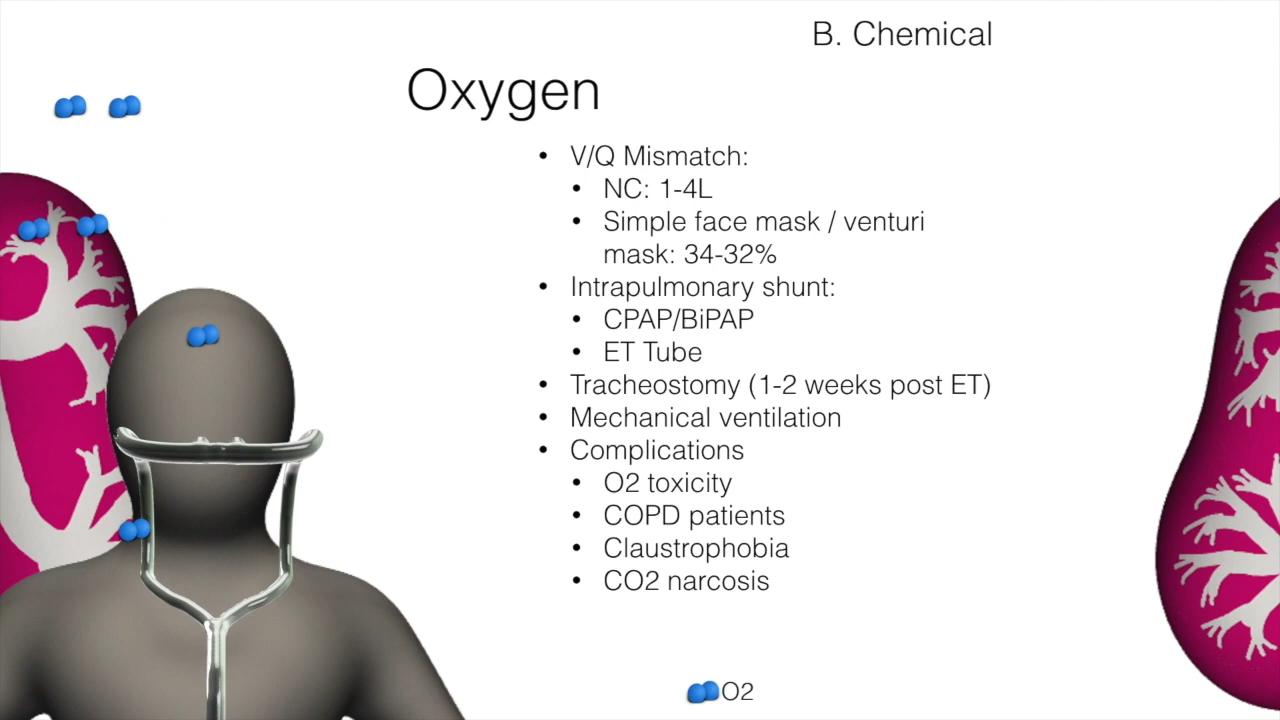 B. Chemical
Oxygen
• V/Q Mismatch:
• NC: 1-4L
• Simple face mask / venturi
mask: 34-32%
• Intrapulmonary shunt:
• CPAP/BiPAP
• ET Tube
• Tracheostomy (1-2 weeks post ET)
• Mechanical ventilation
• Complications
• O2 toxicity
• COPD patients
• Claustrophobia
• CO2 narcosis
O2